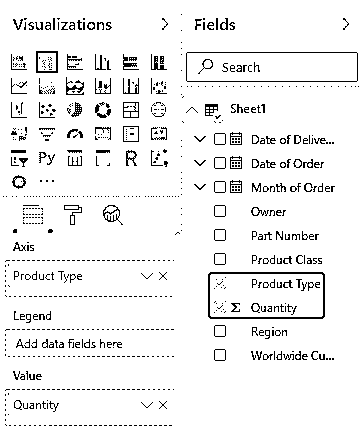 Visualizations
Py
R
...
Axis
Product Type
Legend
Add data fields here
Value
Quantity
Fields
Search
Sheet1
Date of Delive...
Date of Order
Month of Order
Owner
Part Number
Product Class
Product Type
Σ Quantity
Region
Worldwide Cu...